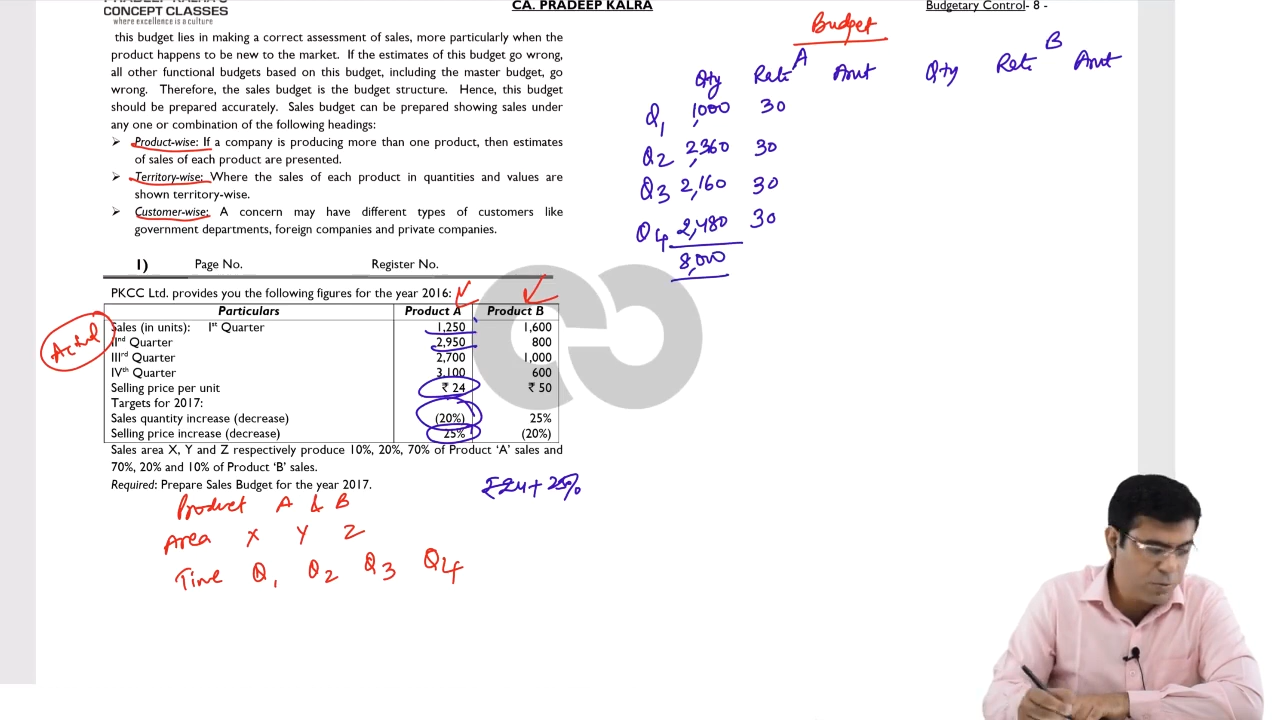 PRADEEP KALRA'S
CONCEPT CLASSES
where excellence is a culture
CA. PRADEEP KALRA
Budgetary Control- 8 -
this budget lies in making a correct assessment of sales, more particularly when the
product happens to be new to the market. If the estimates of this budget go wrong,
all other functional budgets based on this budget, including the master budget, go
wrong. Therefore, the sales budget is the budget structure. Hence, this budget
should be prepared accurately. Sales budget can be prepared showing sales under
any one or combination of the following headings:
➢ Product-wise: If a company is producing more than one product, then estimates
of sales of each product are presented.
➢ Territory-wise: Where the sales of each product in quantities and values are
shown territory-wise.
➢ Customer-wise: A concern may have different types of customers like
government departments, foreign companies and private companies.
1) Page No. Register No.
PKCC Ltd. provides you the following figures for the year 2016:
Particulars Product A Product B
Sales (in units): Ist Quarter 1,250 1,600
IInd Quarter 2,950 800
IIIrd Quarter 2,700 1,000
IVth Quarter 3,100 600
Selling price per unit ₹ 24 ₹ 50
Targets for 2017:
Sales quantity increase (decrease) (20%) 25%
Selling price increase (decrease) 25% (20%)
Sales area X, Y and Z respectively produce 10%, 20%, 70% of Product 'A' sales and
70%, 20% and 10% of Product 'B' sales.
Required: Prepare Sales Budget for the year 2017.
Actual
₹24 + 25%
Product A & B
Area X Y Z
Time Q1 Q2 Q3 Q4
Budget
A B
Qty Rate Amt Qty Rate Amt
Q1 1,000 30
Q2 2,360 30
Q3 2,160 30
Q4 2,480 30
8,000